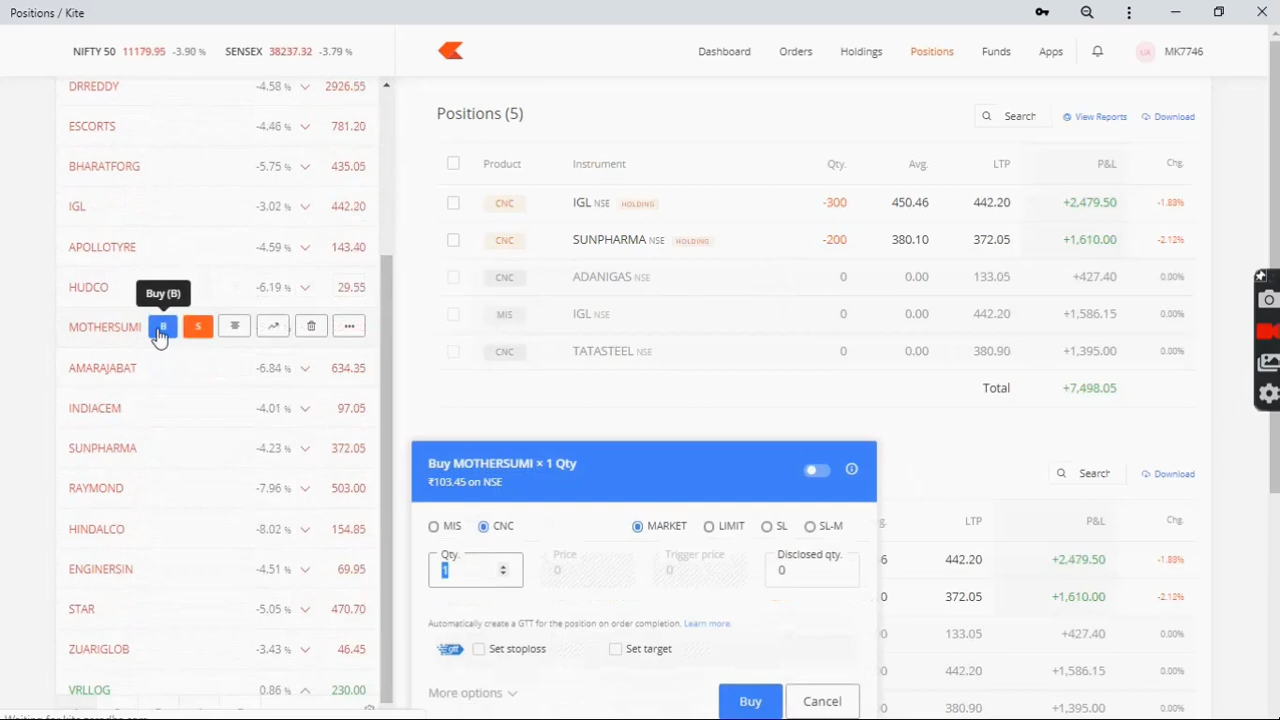 Positions / Kite
NIFTY 50 11179.95 -3.90 % SENSEX 38237.32 -3.79 %
Dashboard Orders Holdings Positions Funds Apps MK7746
DRREDDY -4.58 % 2926.55
ESCORTS -4.46 % 781.20
BHARATFORG -5.75 % 435.05
IGL -3.02 % 442.20
APOLLOTYRE -4.59 % 143.40
HUDCO -6.19 % 29.55
Buy (B)
MOTHERSUMI B S
AMARAJABAT -6.84 % 634.35
INDIACEM -4.01 % 97.05
SUNPHARMA -4.23 % 372.05
RAYMOND -7.96 % 503.00
HINDALCO -8.02 % 154.85
ENGINERSIN -4.51 % 69.95
STAR -5.05 % 470.70
ZUARIGLOB -3.43 % 46.45
VRLLOG 0.86 % 230.00
Positions (5) Search View Reports Download
Product Instrument Qty. Avg. LTP P&L Chg.
CNC IGL NSE HOLDING -300 450.46 442.20 +2,479.50 -1.83%
CNC SUNPHARMA NSE HOLDING -200 380.10 372.05 +1,610.00 -2.12%
CNC ADANIGAS NSE 0 0.00 133.05 +427.40 0.00%
MIS IGL NSE 0 0.00 442.20 +1,586.15 0.00%
CNC TATASTEEL NSE 0 0.00 380.90 +1,395.00 0.00%
Total +7,498.05
Search Download
LTP P&L Chg.
442.20 +2,479.50 -1.83%
372.05 +1,610.00 -2.12%
133.05 +427.40 0.00%
442.20 +1,586.15 0.00%
380.90 +1,395.00 0.00%
Buy MOTHERSUMI × 1 Qty
₹103.45 on NSE
MIS CNC MARKET LIMIT SL SL-M
Qty. Price Trigger price Disclosed qty.
1 0 0 0
Automatically create a GTT for the position on order completion. Learn more.
Set stoploss Set target
More options Buy Cancel